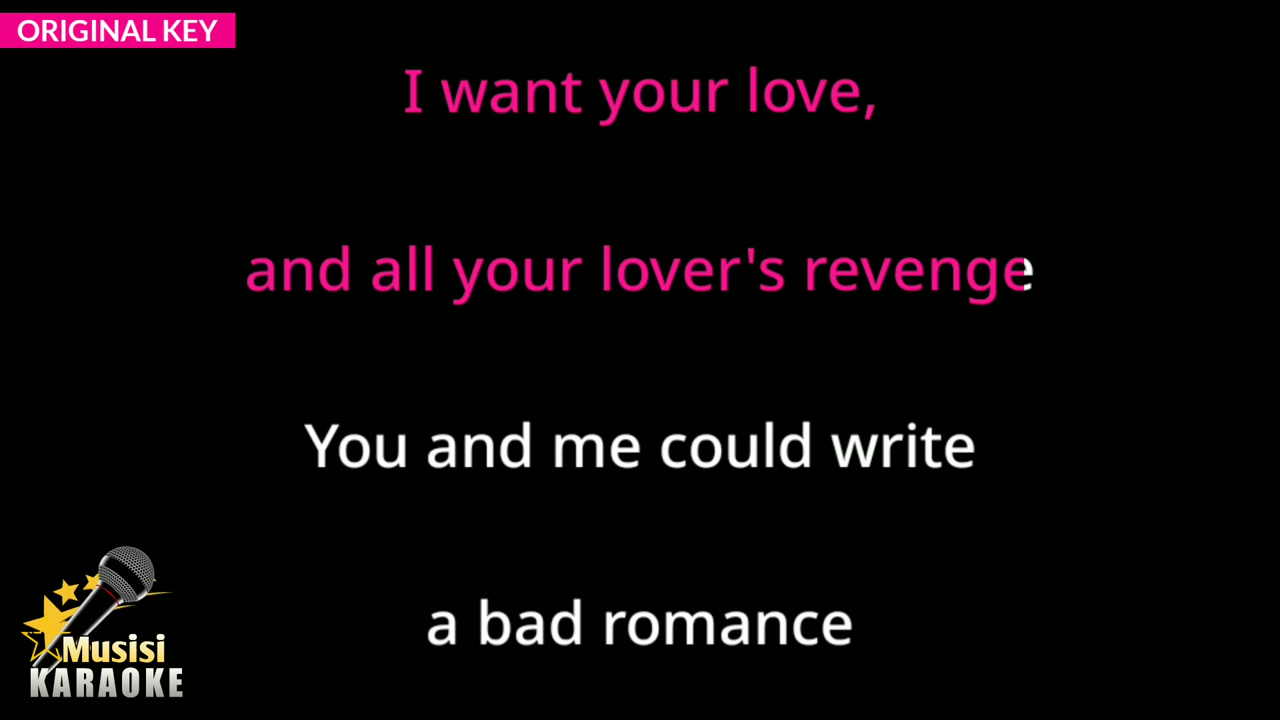 ORIGINAL KEY
I want your love,
and all your lover's revenge
You and me could write
a bad romance
Musisi
KARAOKE